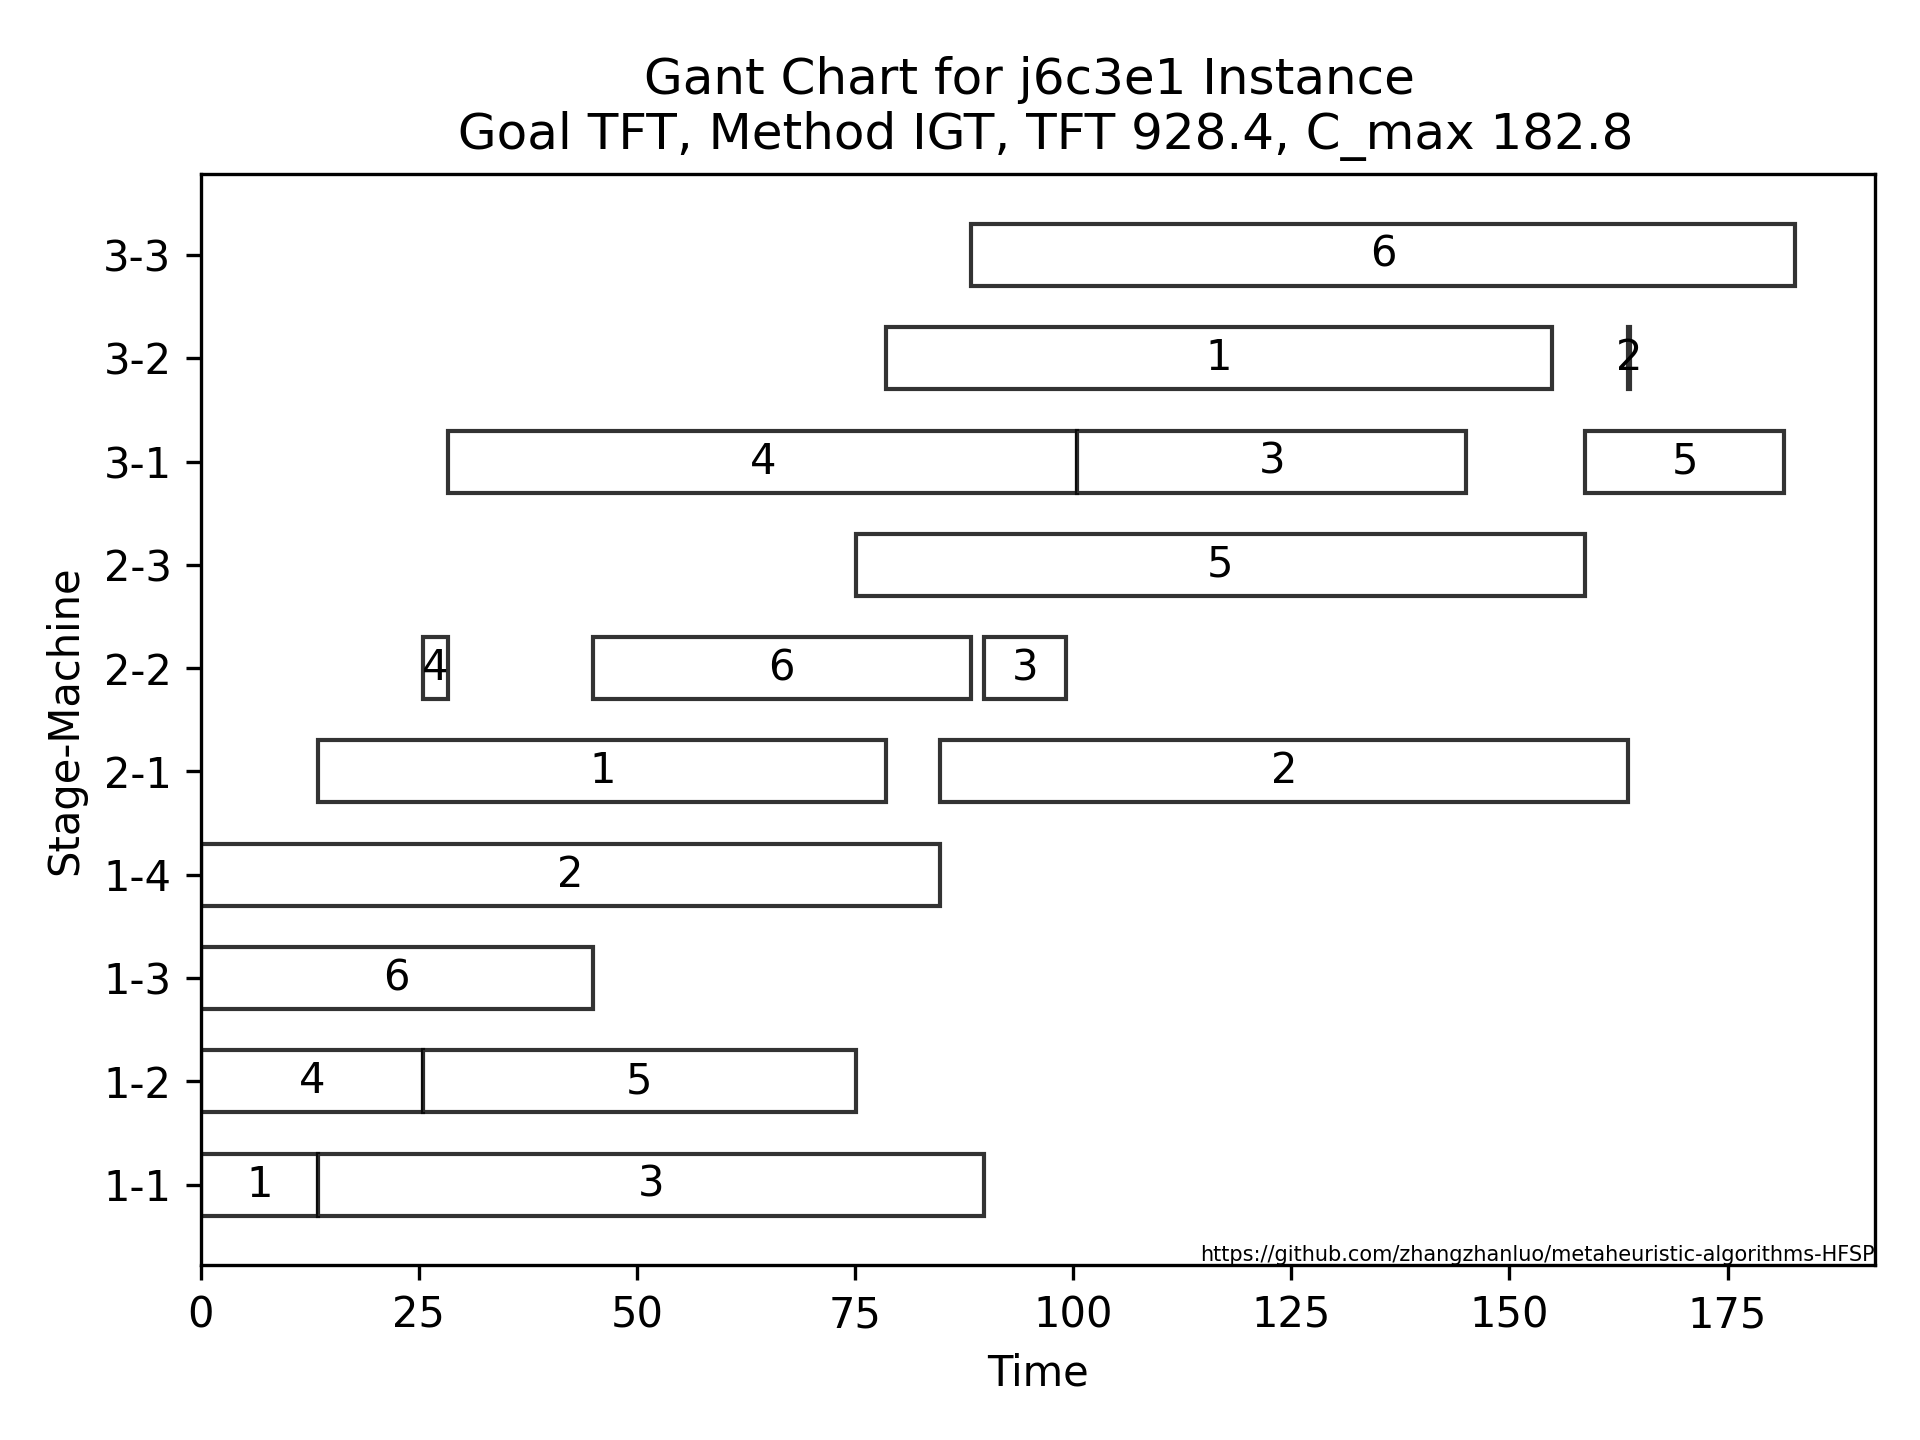 Gant Chart for j6c3e1 Instance
Goal TFT, Method IGT, TFT 928.4, C_max 182.8
Stage-Machine
3-3 6
3-2 1 2
3-1 4 3 5
2-3 5
2-2 4 6 3
2-1 1 2
1-4 2
1-3 6
1-2 4 5
1-1 1 3
https://github.com/zhangzhanluo/metaheuristic-algorithms-HFSP
0 25 50 75 100 125 150 175
Time